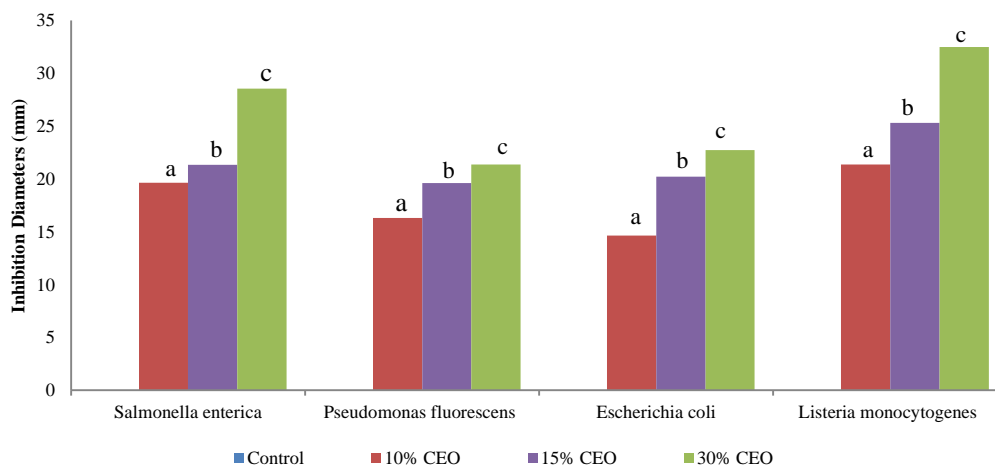 35
30
25
20
15
10
5
0
Inhibition Diameters (mm)
a b c
a b c
a b c
a b c
Salmonella enterica Pseudomonas fluorescens Escherichia coli Listeria monocytogenes
Control 10% CEO 15% CEO 30% CEO